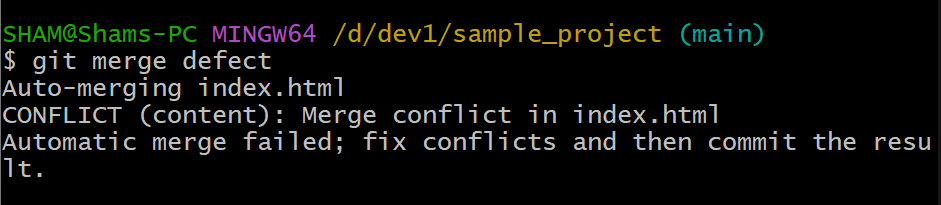 SHAM@Shams-PC MINGW64 /d/dev1/sample_project (main)
$ git merge defect
Auto-merging index.html
CONFLICT (content): Merge conflict in index.html
Automatic merge failed; fix conflicts and then commit the resu
lt.